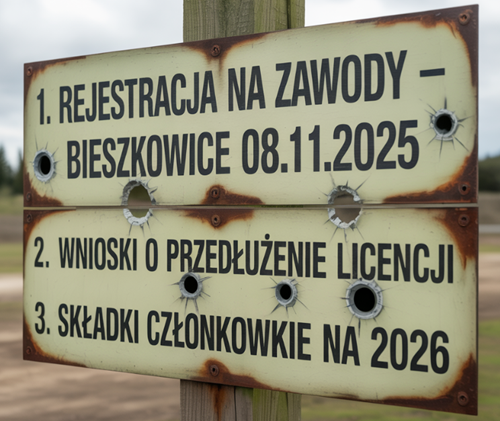 1. REJESTRACJA NA ZAWODY –
BIESZKOWICE 08.11.2025
2. WNIOSKI O PRZEDŁUŻENIE LICENCJI
3. SKŁADKI CZŁONKOWKIE NA 2026